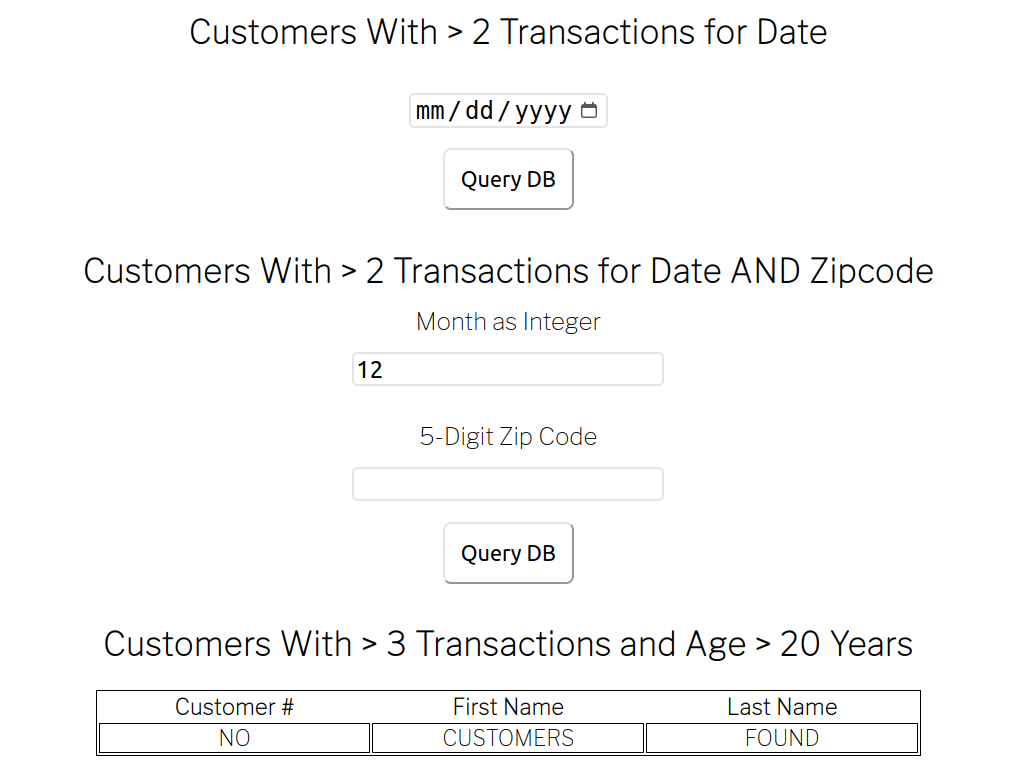 Customers With > 2 Transactions for Date
mm/dd/yyyy
Query DB
Customers With > 2 Transactions for Date AND Zipcode
Month as Integer
12
5-Digit Zip Code
Query DB
Customers With > 3 Transactions and Age > 20 Years
Customer # First Name Last Name
NO CUSTOMERS FOUND